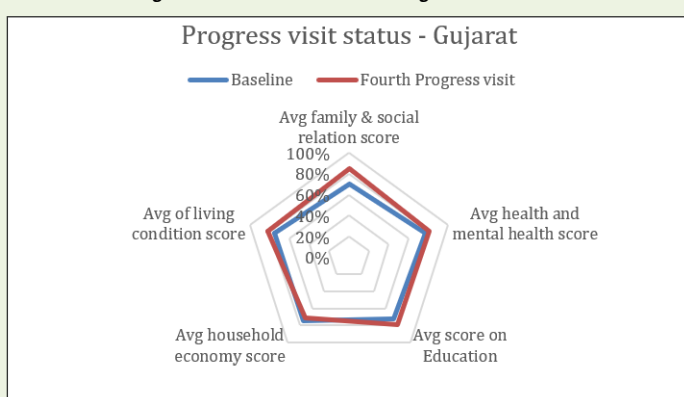 Progress visit status - Gujarat
Baseline Fourth Progress visit
Avg family & social
relation score
100%
80%
60%
40%
20%
0%
Avg of living
condition score
Avg health and
mental health score
Avg household
economy score
Avg score on
Education